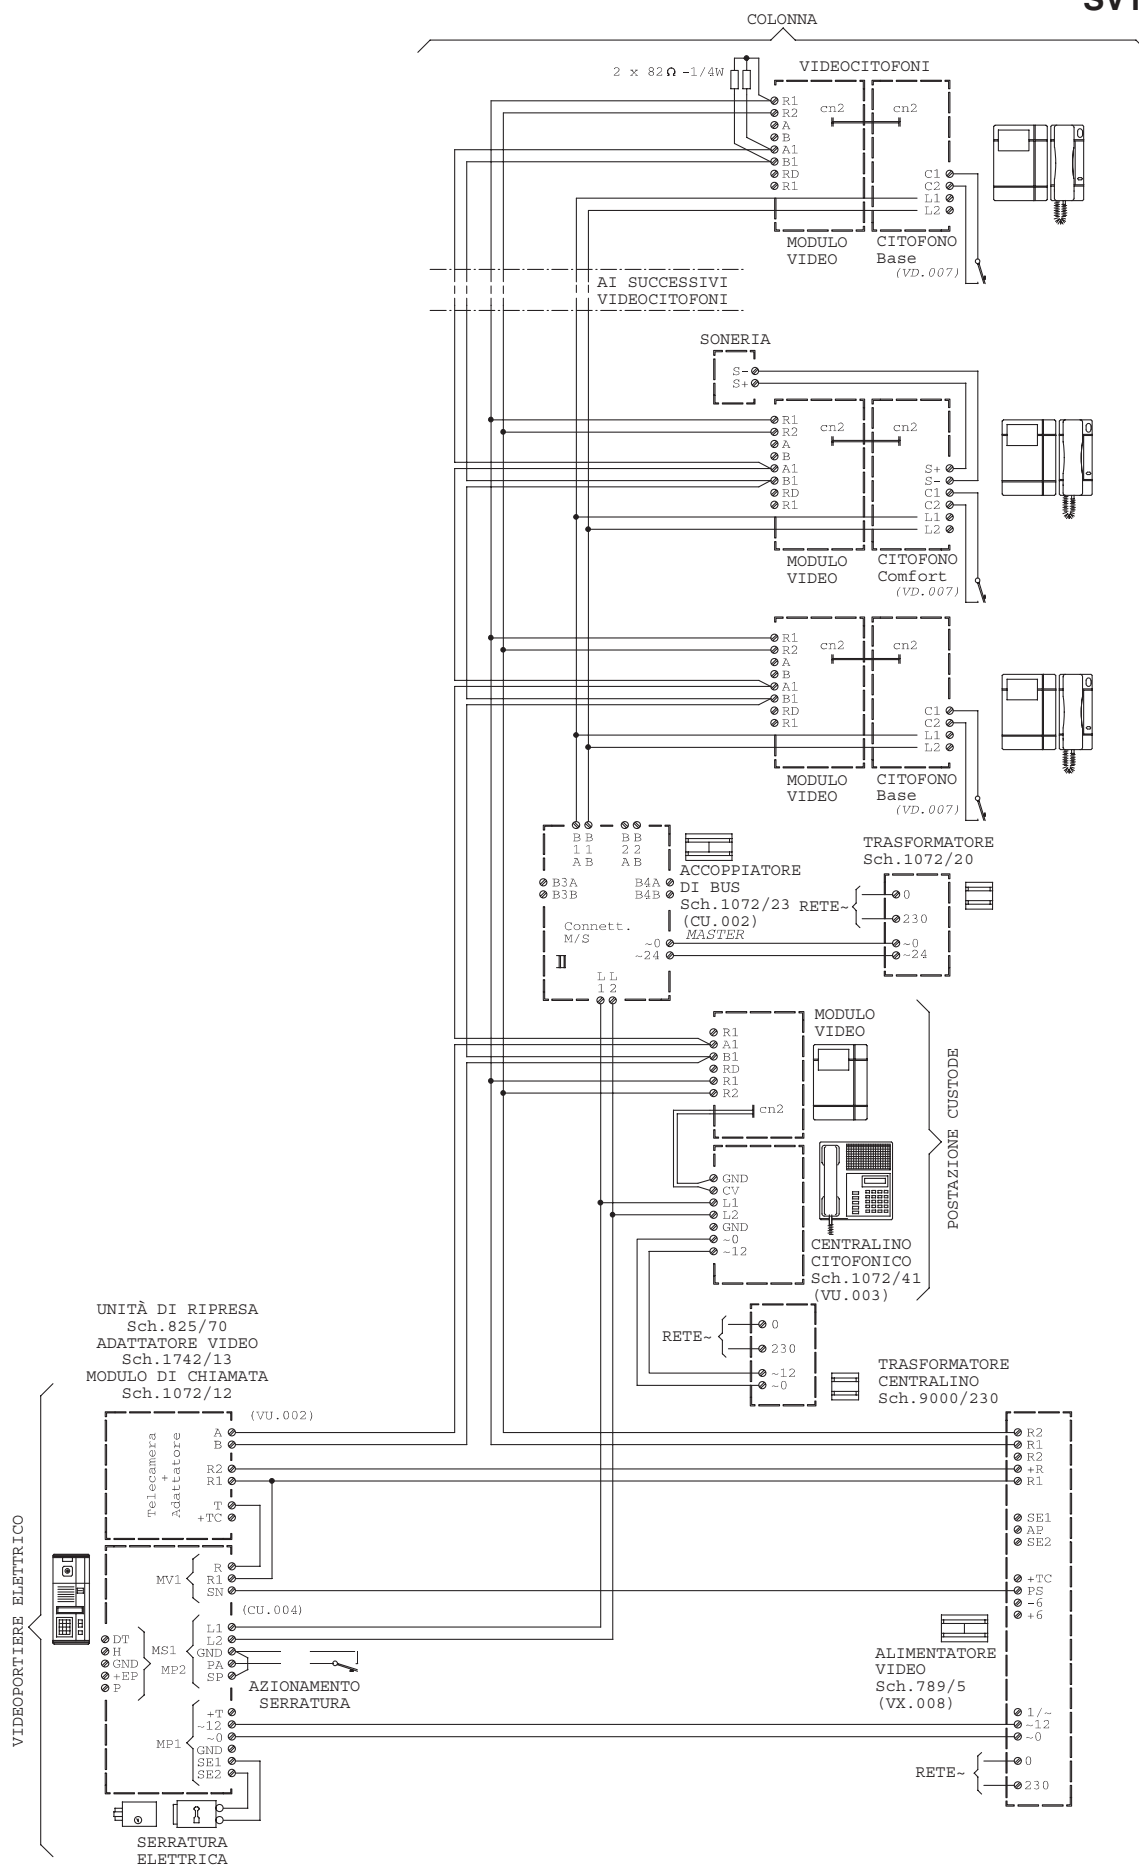 SV1
COLONNA
2 x 82Ω -1/4W
VIDEOCITOFONI
R1
R2
A
B
A1
B1
RD
R1
cn2
cn2
C1
C2
L1
L2
MODULO
VIDEO
CITOFONO
Base
(VD.007)
AI SUCCESSIVI
VIDEOCITOFONI
SONERIA
S-
S+
R1
R2
A
B
A1
B1
RD
R1
cn2
cn2
S+
S-
C1
C2
L1
L2
MODULO
VIDEO
CITOFONO
Comfort
(VD.007)
R1
R2
A
B
A1
B1
RD
R1
cn2
cn2
C1
C2
L1
L2
MODULO
VIDEO
CITOFONO
Base
(VD.007)
B B
1 1
A B
B B
2 2
A B
B3A
B3B
B4A
B4B
Connett.
M/S
~0
~24
L L
1 2
ACCOPPIATORE
DI BUS
Sch.1072/23
(CU.002)
MASTER
TRASFORMATORE
Sch.1072/20
RETE~
0
230
~0
~24
R1
A1
B1
RD
R1
R2
cn2
MODULO
VIDEO
POSTAZIONE CUSTODE
GND
CV
L1
L2
GND
~0
~12
CENTRALINO
CITOFONICO
Sch.1072/41
(VU.003)
RETE~
0
230
~12
~0
TRASFORMATORE
CENTRALINO
Sch.9000/230
UNITÀ DI RIPRESA
Sch.825/70
ADATTATORE VIDEO
Sch.1742/13
MODULO DI CHIAMATA
Sch.1072/12
(VU.002)
Telecamera
+
Adattatore
A
B
R2
R1
T
+TC
VIDEOPORTIERE ELETTRICO
MV1
R
R1
SN
(CU.004)
DT
H
GND
+EP
P
MS1
MP2
L1
L2
GND
PA
SP
AZIONAMENTO
SERRATURA
MP1
+T
~12
~0
GND
SE1
SE2
SERRATURA
ELETTRICA
R2
R1
R2
+R
R1
SE1
AP
SE2
+TC
PS
-6
+6
1/~
~12
~0
0
230
ALIMENTATORE
VIDEO
Sch.789/5
(VX.008)
RETE~